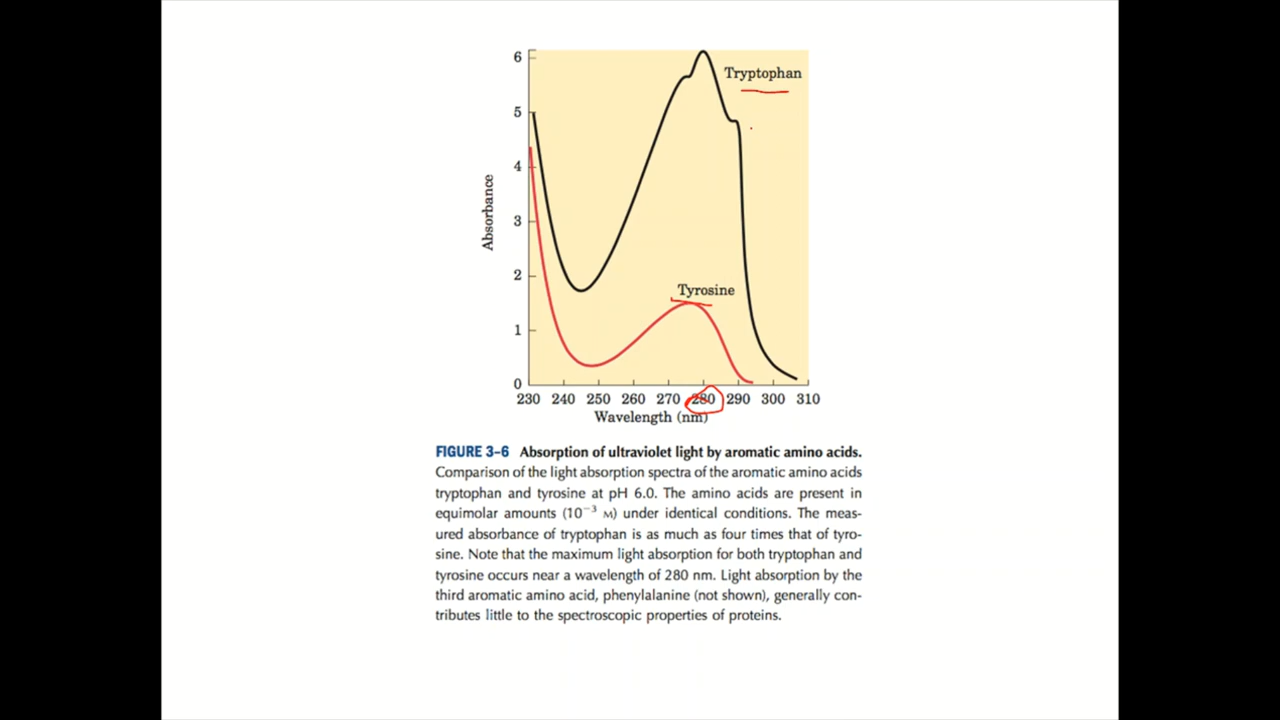 6
Tryptophan
5
4
Absorbance
3
2
Tyrosine
1
0
230 240 250 260 270 280 290 300 310
Wavelength (nm)
FIGURE 3–6 Absorption of ultraviolet light by aromatic amino acids.
Comparison of the light absorption spectra of the aromatic amino acids
tryptophan and tyrosine at pH 6.0. The amino acids are present in
equimolar amounts (10⁻³ M) under identical conditions. The meas-
ured absorbance of tryptophan is as much as four times that of tyro-
sine. Note that the maximum light absorption for both tryptophan and
tyrosine occurs near a wavelength of 280 nm. Light absorption by the
third aromatic amino acid, phenylalanine (not shown), generally con-
tributes little to the spectroscopic properties of proteins.